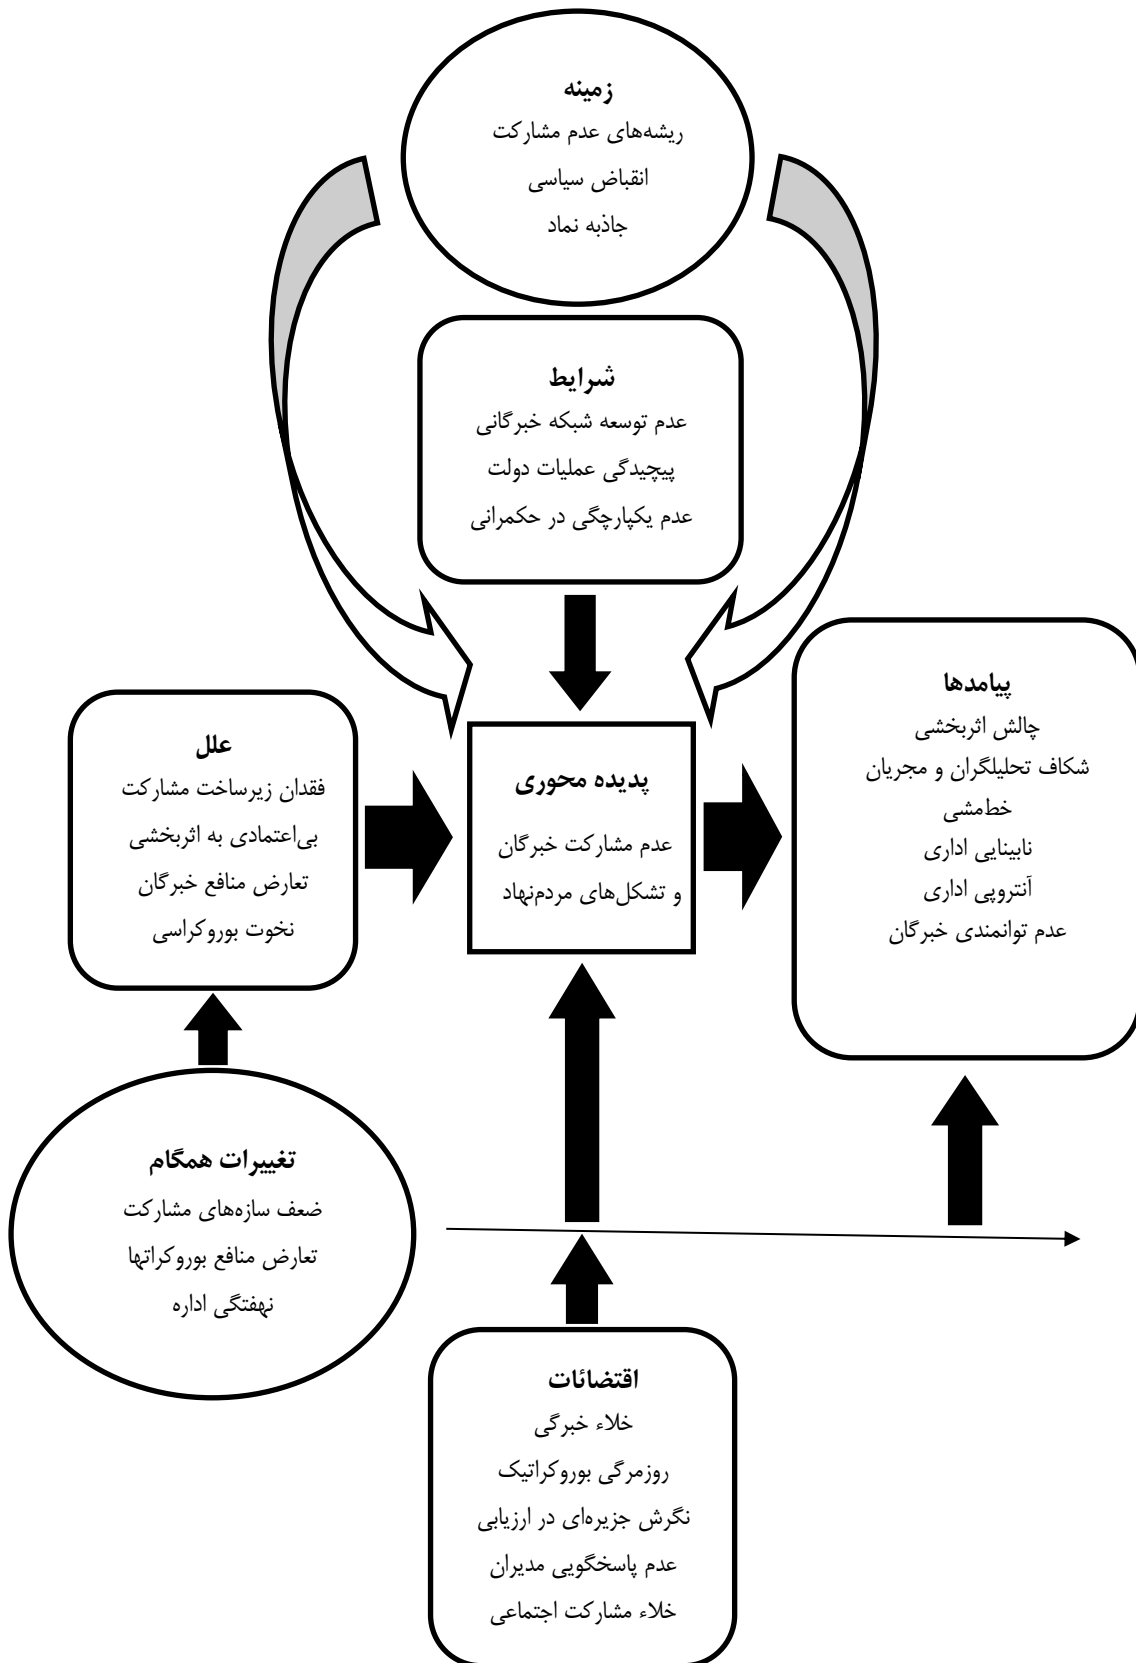 زمینه
ریشه‌های عدم مشارکت
انقباض سیاسی
جاذبه نماد
شرایط
عدم توسعه شبکه خبرگانی
پیچیدگی عملیات دولت
عدم یکپارچگی در حکمرانی
پیامدها
چالش اثربخشی
شکاف تحلیلگران و مجریان
خط‌مشی
نابینایی اداری
آنتروپی اداری
عدم توانمندی خبرگان
پدیده محوری
عدم مشارکت خبرگان
و تشکل‌های مردم‌نهاد
علل
فقدان زیرساخت مشارکت
بی‌اعتمادی به اثربخشی
تعارض منافع خبرگان
نخوت بوروکراسی
تغییرات همگام
ضعف سازه‌های مشارکت
تعارض منافع بوروکراتها
نهفتگی اداره
اقتضائات
خلاء خبرگی
روزمرگی بوروکراتیک
نگرش جزیره‌ای در ارزیابی
عدم پاسخگویی مدیران
خلاء مشارکت اجتماعی